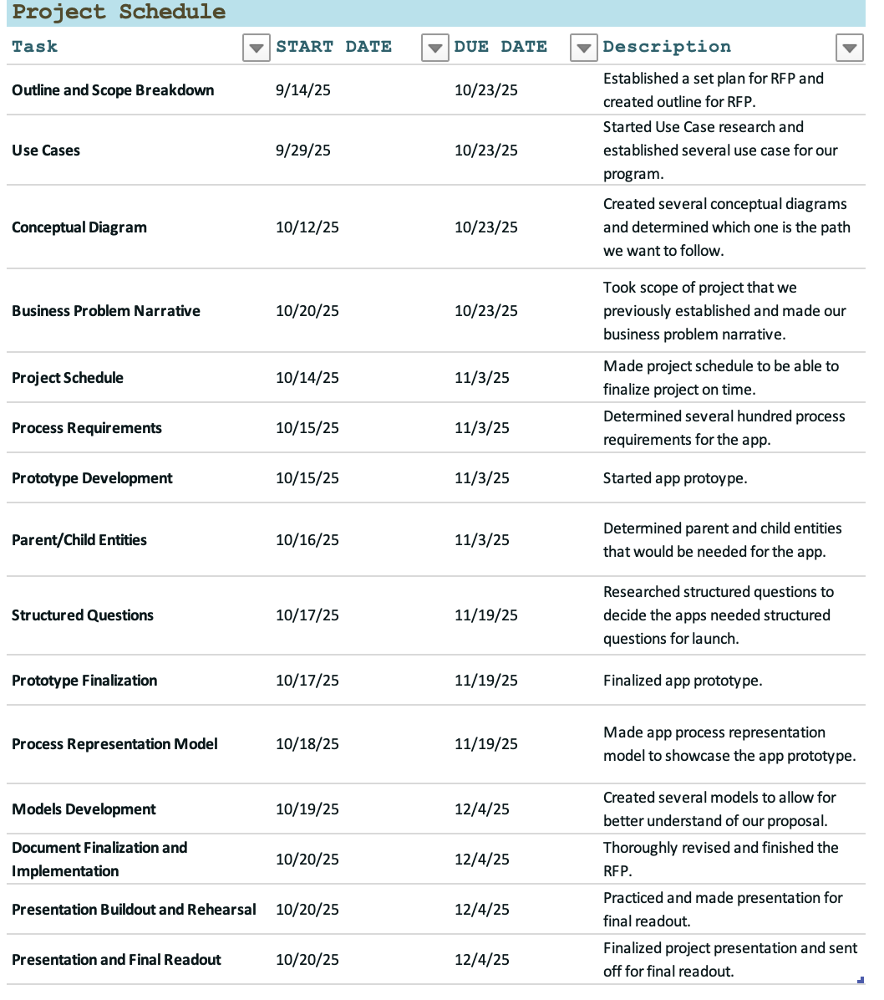 Project Schedule
Task START DATE DUE DATE Description
Outline and Scope Breakdown 9/14/25 10/23/25 Established a set plan for RFP and
created outline for RFP.
Use Cases 9/29/25 10/23/25 Started Use Case research and
established several use case for our
program.
Conceptual Diagram 10/12/25 10/23/25 Created several conceptual diagrams
and determined which one is the path
we want to follow.
Business Problem Narrative 10/20/25 10/23/25 Took scope of project that we
previously established and made our
business problem narrative.
Project Schedule 10/14/25 11/3/25 Made project schedule to be able to
finalize project on time.
Process Requirements 10/15/25 11/3/25 Determined several hundred process
requirements for the app.
Prototype Development 10/15/25 11/3/25 Started app protoype.
Parent/Child Entities 10/16/25 11/3/25 Determined parent and child entities
that would be needed for the app.
Structured Questions 10/17/25 11/19/25 Researched structured questions to
decide the apps needed structured
questions for launch.
Prototype Finalization 10/17/25 11/19/25 Finalized app prototype.
Process Representation Model 10/18/25 11/19/25 Made app process representation
model to showcase the app prototype.
Models Development 10/19/25 12/4/25 Created several models to allow for
better understand of our proposal.
Document Finalization and
Implementation 10/20/25 12/4/25 Thoroughly revised and finished the
RFP.
Presentation Buildout and Rehearsal 10/20/25 12/4/25 Practiced and made presentation for
final readout.
Presentation and Final Readout 10/20/25 12/4/25 Finalized project presentation and sent
off for final readout.